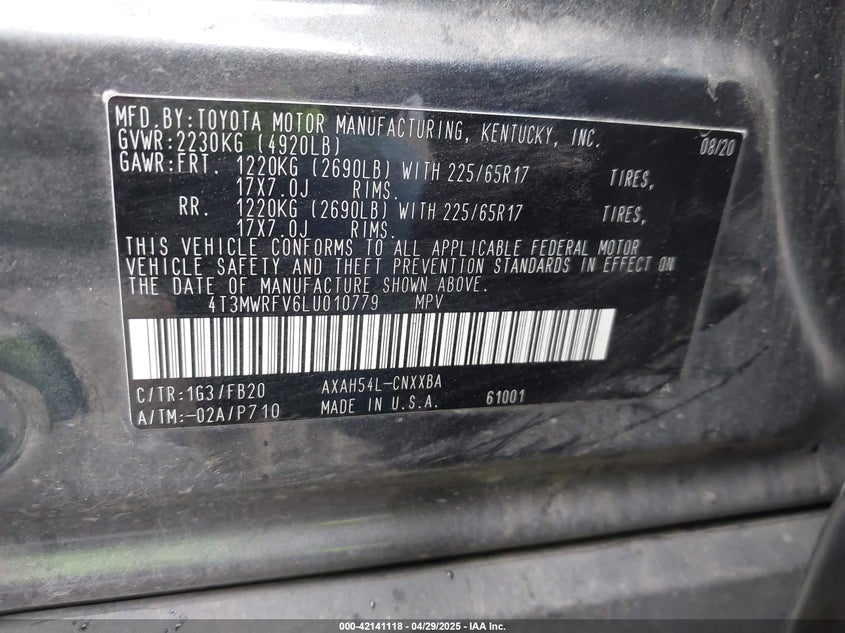 MFD.BY:TOYOTA MOTOR MANUFACTURING, KENTUCKY, INC. 08/20
GVWR:2230KG (4920LB)
GAWR:FRT. 1220KG (2690LB) WITH 225/65R17 TIRES,
17X7.0J RIMS.
RR. 1220KG (2690LB) WITH 225/65R17 TIRES,
17X7.0J RIMS.
THIS VEHICLE CONFORMS TO ALL APPLICABLE FEDERAL MOTOR
VEHICLE SAFETY AND THEFT PREVENTION STANDARDS IN EFFECT ON
THE DATE OF MANUFACTURE SHOWN ABOVE.
4T3MWRFV6LU010779 MPV
C/TR:1G3/FB20 AXAH54L-CNXXBA
A/TM:-02A/P710 MADE IN U.S.A. 61001
000-42141118 - 04/29/2025 - IAA Inc.